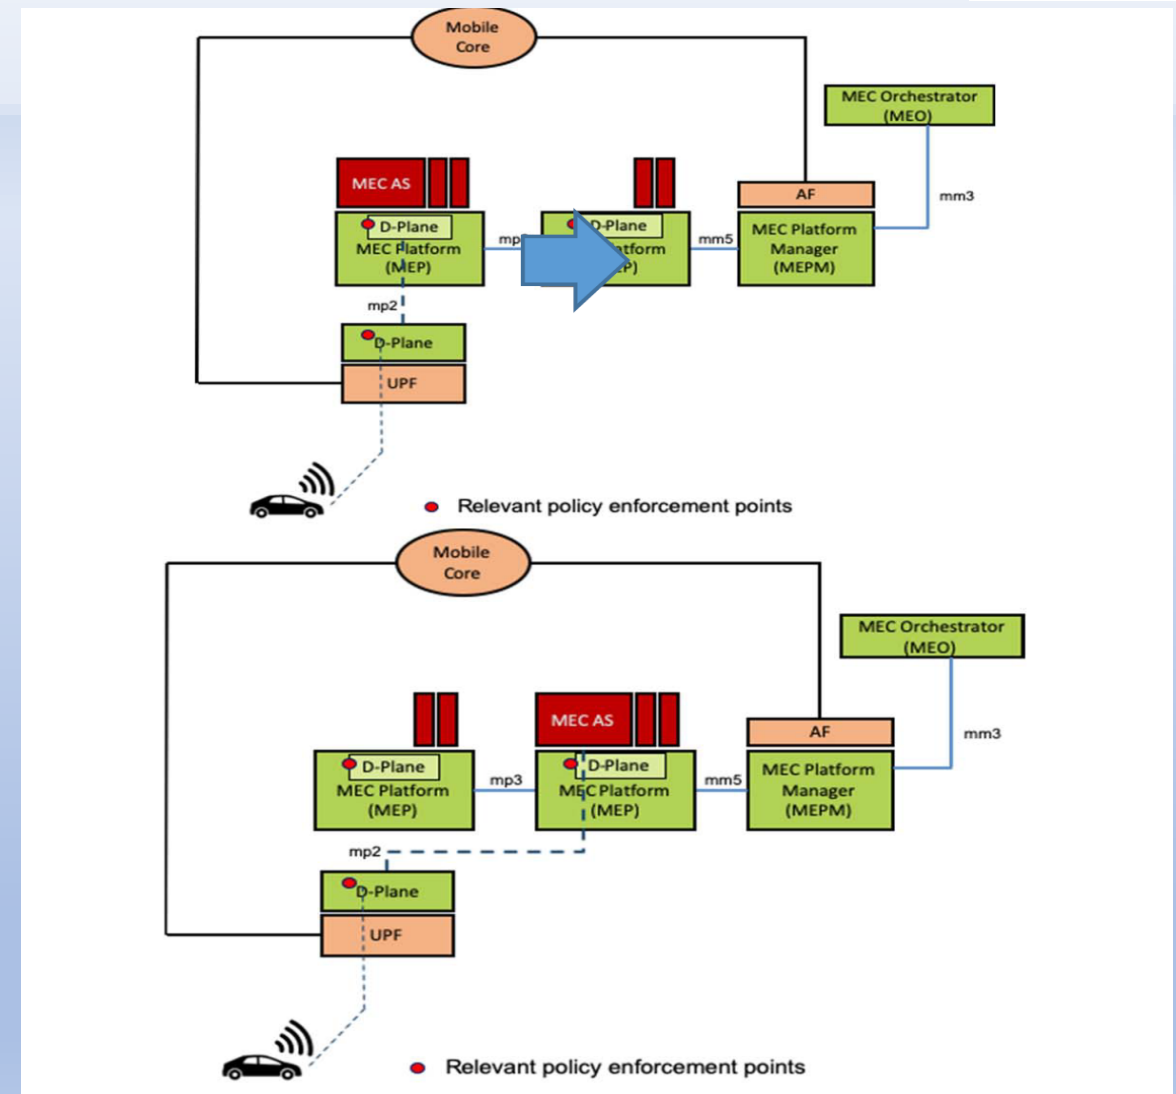 Mobile
Core
MEC Orchestrator
(MEO)
mm3
MEC AS
AF
D-Plane
MEC Platform
(MEP)
D-Plane
mm5
MEC Platform
Manager
(MEPM)
mp2
D-Plane
UPF
Relevant policy enforcement points
Mobile
Core
MEC Orchestrator
(MEO)
mm3
MEC AS
AF
D-Plane
MEC Platform
(MEP)
mp3
D-Plane
MEC Platform
(MEP)
mm5
MEC Platform
Manager
(MEPM)
mp2
D-Plane
UPF
Relevant policy enforcement points